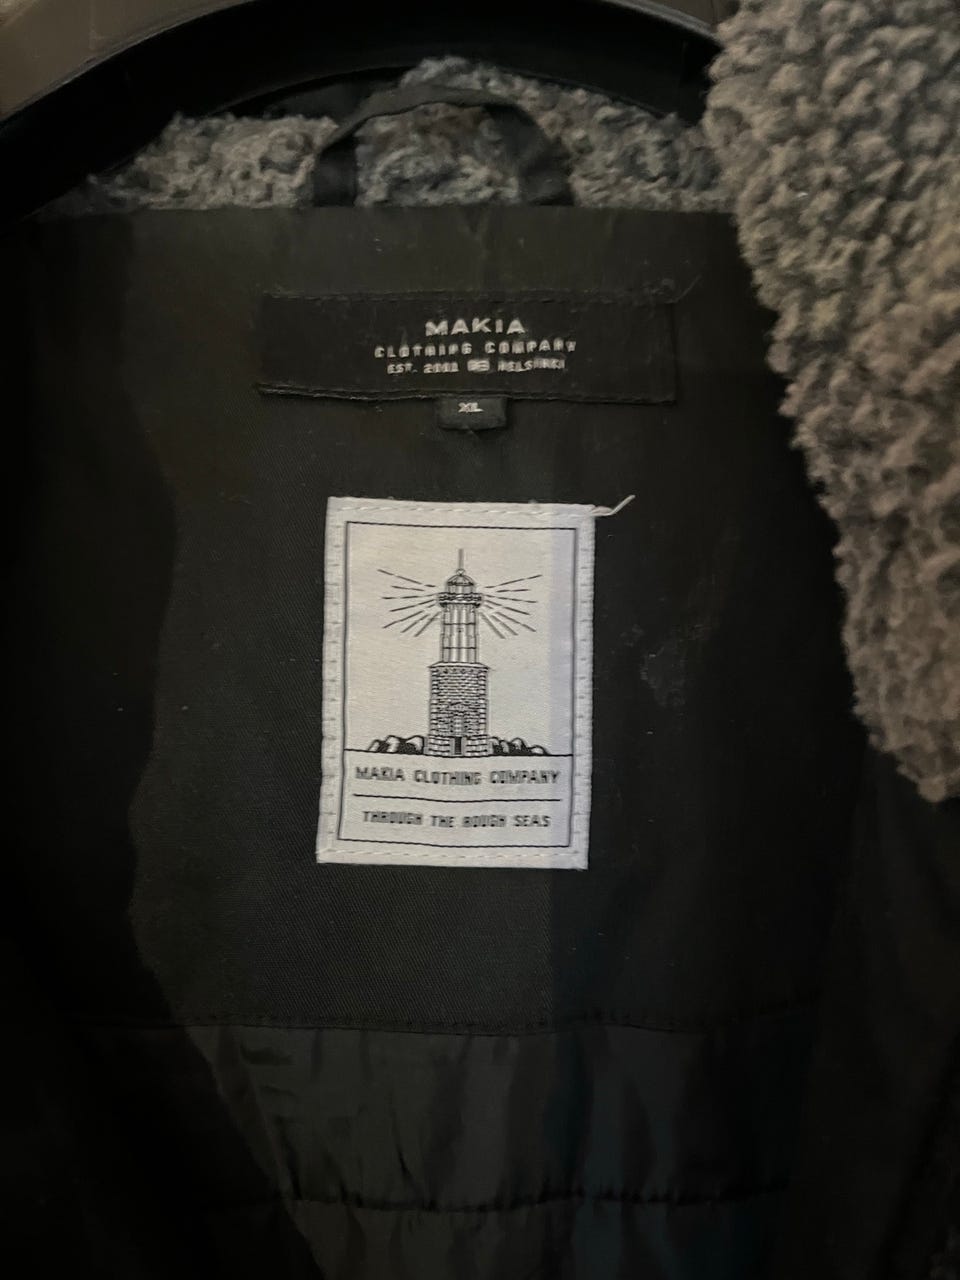 MAKIA
CLOTHING COMPANY
EST. 2001 HELSINKI
XL
MAKIA CLOTHING COMPANY
THROUGH THE ROUGH SEAS